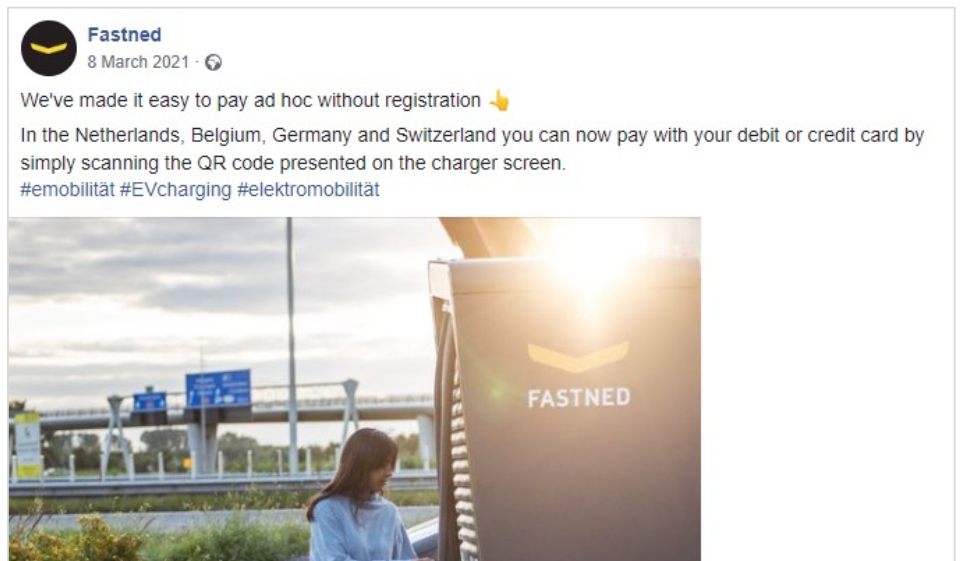 Fastned
8 March 2021 ·
We've made it easy to pay ad hoc without registration 👆
In the Netherlands, Belgium, Germany and Switzerland you can now pay with your debit or credit card by
simply scanning the QR code presented on the charger screen.
#emobilität #EVcharging #elektromobilität
FASTNED